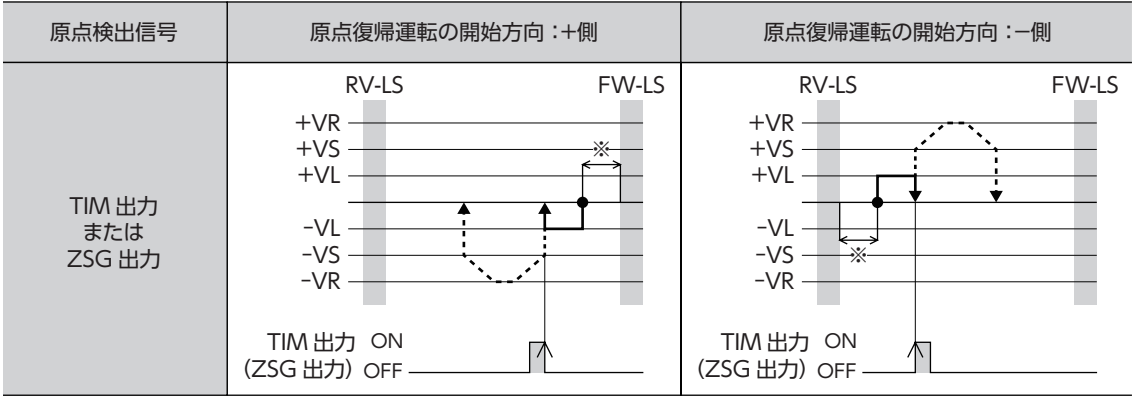 原点検出信号
原点復帰運転の開始方向：+側
原点復帰運転の開始方向：−側
TIM 出力
または
ZSG 出力
RV-LS
FW-LS
+VR
+VS
※
+VL
−VL
−VS
−VR
TIM 出力 ON
(ZSG 出力) OFF
RV-LS
FW-LS
+VR
+VS
+VL
−VL
−VS
※
−VR
TIM 出力 ON
(ZSG 出力) OFF